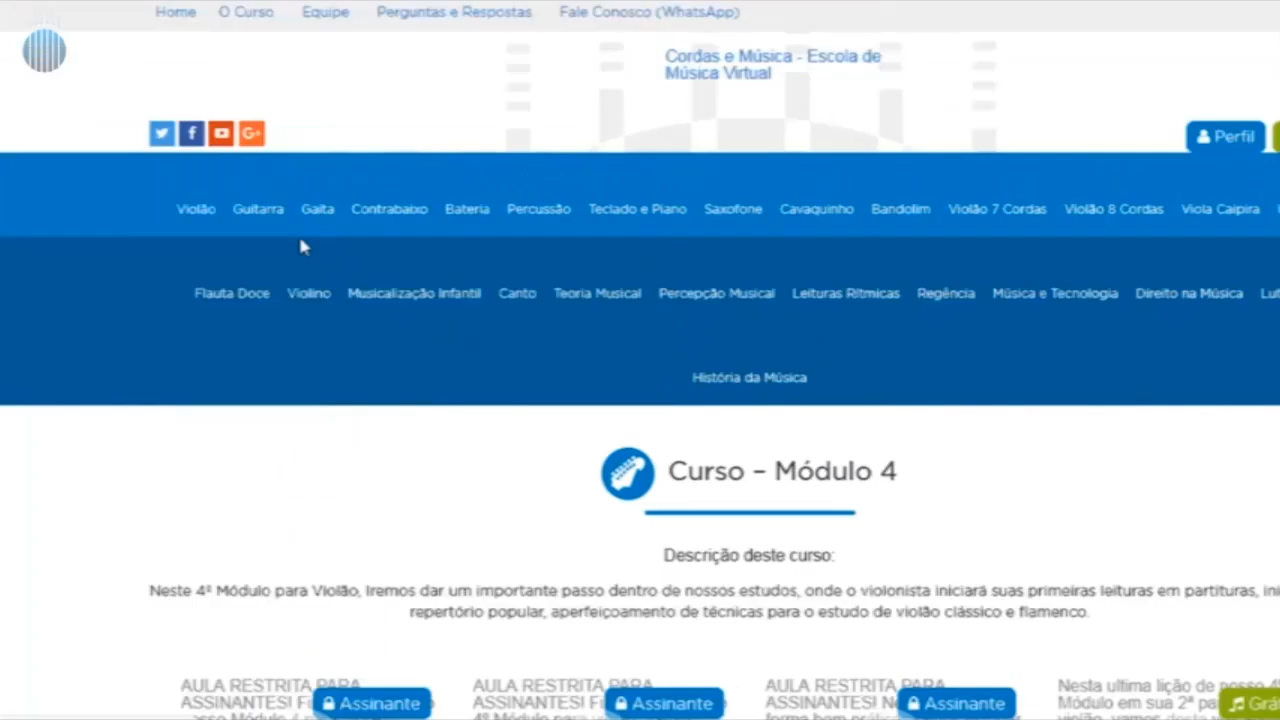 Home O Curso Equipe Perguntas e Respostas Fale Conosco (WhatsApp)
Cordas e Música - Escola de
Música Virtual
Perfil
Violão Guitarra Gaita Contrabaixo Bateria Percussão Teclado e Piano Saxofone Cavaquinho Bandolim Violão 7 Cordas Violão 8 Cordas Viola Caipira
Flauta Doce Violino Musicalização Infantil Canto Teoria Musical Percepção Musical Leituras Rítmicas Regência Música e Tecnologia Direito na Música
História da Música
Curso – Módulo 4
Descrição deste curso:
Neste 4º Módulo para Violão, Iremos dar um importante passo dentro de nossos estudos, onde o violonista iniciará suas primeiras leituras em partituras,
repertório popular, aperfeiçoamento de técnicas para o estudo de violão clássico e flamenco.
AULA RESTRITA PARA
ASSINANTES!
Assinante
AULA RESTRITA PARA
ASSINANTES!
4º Módulo para
Assinante
AULA RESTRITA PARA
ASSINANTES!
forma bem
Assinante
Nesta ultima lição de nosso
Módulo em sua 2ª